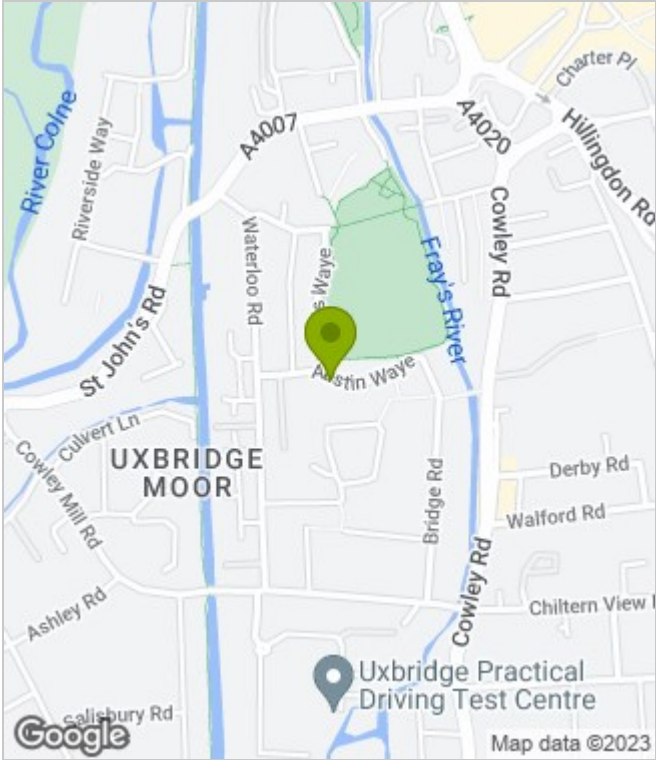 Charter Pl
A4007
A4020
Hillingdon Rd
River Colne
Riverside Way
Waterloo Rd
s Waye
Fray's River
Cowley Rd
St John's Rd
Austin Waye
Culvert Ln
UXBRIDGE
MOOR
Cowley Mill Rd
Bridge Rd
Derby Rd
Walford Rd
Cowley Rd
Ashley Rd
Chiltern View
Uxbridge Practical
Driving Test Centre
Salisbury Rd
Google
Map data ©2023